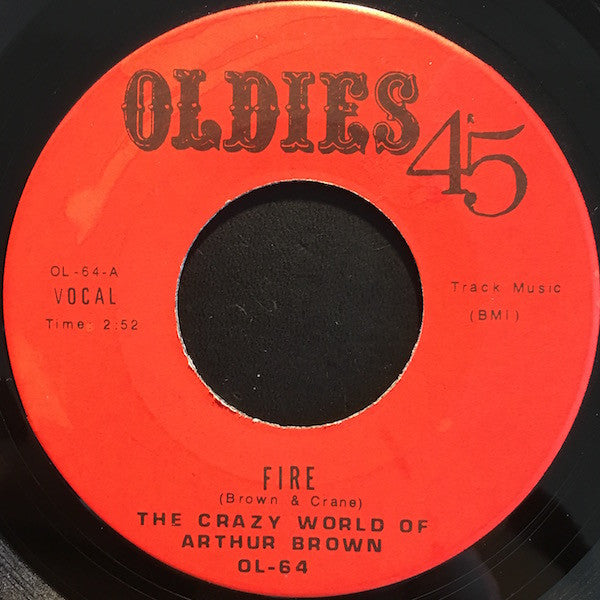 OLDIES 45
OL-64-A
VOCAL
Time: 2:52
Track Music
(BMI)
FIRE
(Brown & Crane)
THE CRAZY WORLD OF
ARTHUR BROWN
OL-64